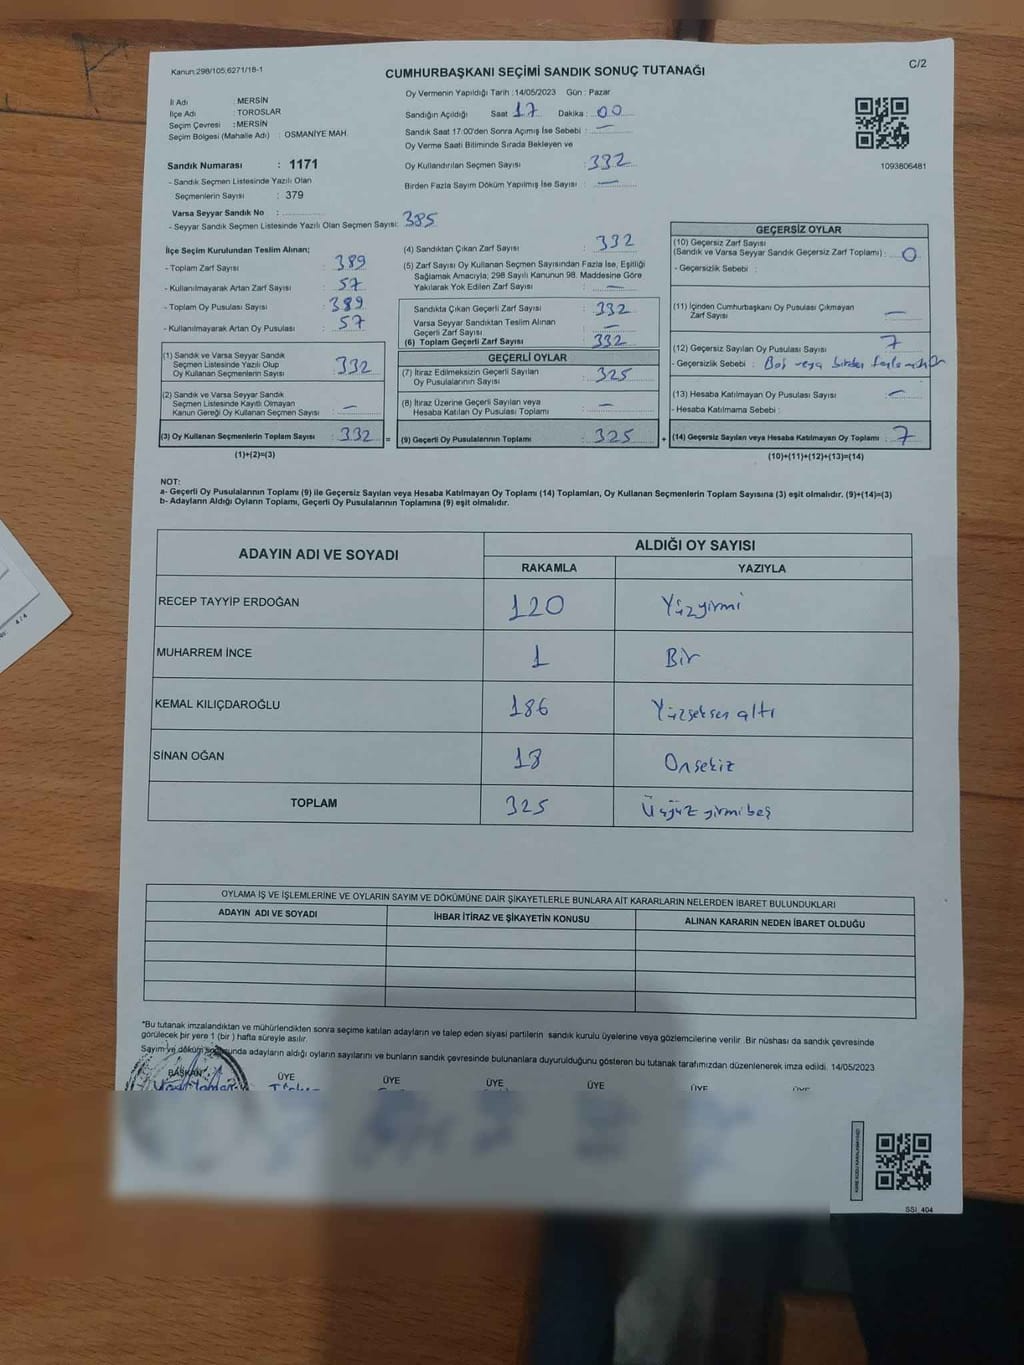 Kanun:298/105;6271/18-1
CUMHURBAŞKANI SEÇİMİ SANDIK SONUÇ TUTANAĞI
C/2
İl Adı : MERSİN
İlçe Adı : TOROSLAR
Seçim Çevresi : MERSİN
Seçim Bölgesi (Mahalle Adı) : OSMANİYE MAH.
Sandık Numarası : 1171
- Sandık Seçmen Listesinde Yazılı Olan
Seçmenlerin Sayısı : 379
Varsa Seyyar Sandık No :
- Seyyar Sandık Seçmen Listesinde Yazılı Olan Seçmen Sayısı: 385
Oy Vermenin Yapıldığı Tarih :14/05/2023 Gün : Pazar
Sandığın Açıldığı Saat 17 Dakika : 00
Sandık Saat 17:00'den Sonra Açımış İse Sebebi : —
Oy Verme Saati Bitiminde Sırada Bekleyen ve
Oy Kullandırılan Seçmen Sayısı : 332
Birden Fazla Sayım Döküm Yapılmış İse Sayısı : —
1093806481
İlçe Seçim Kurulundan Teslim Alınan;
- Toplam Zarf Sayısı : 389
- Kullanılmayarak Artan Zarf Sayısı : 57
- Toplam Oy Pusulası Sayısı : 389
- Kullanılmayarak Artan Oy Pusulası : 57
(1) Sandık ve Varsa Seyyar Sandık
Seçmen Listesinde Yazılı Olup
Oy Kullanan Seçmenlerin Sayısı : 332
(2) Sandık ve Varsa Seyyar Sandık
Seçmen Listesinde Kayıtlı Olmayan
Kanun Gereği Oy Kullanan Seçmen Sayısı : —
(3) Oy Kullanan Seçmenlerin Toplam Sayısı : 332 =
(1)+(2)=(3)
(4) Sandıktan Çıkan Zarf Sayısı : 332
(5) Zarf Sayısı Oy Kullanan Seçmen Sayısından Fazla İse, Eşitliği
Sağlamak Amacıyla; 298 Sayılı Kanunun 98. Maddesine Göre
Yakılarak Yok Edilen Zarf Sayısı : —
Sandıkta Çıkan Geçerli Zarf Sayısı : 332
Varsa Seyyar Sandıktan Teslim Alınan
Geçerli Zarf Sayısı : —
(6) Toplam Geçerli Zarf Sayısı : 332
GEÇERLİ OYLAR
(7) İtiraz Edilmeksizin Geçerli Sayılan
Oy Pusulalarının Sayısı : 325
(8) İtiraz Üzerine Geçerli Sayılan veya
Hesaba Katılan Oy Pusulası Toplamı : —
(9) Geçerli Oy Pusulalarının Toplamı : 325 +
GEÇERSİZ OYLAR
(10) Geçersiz Zarf Sayısı
(Sandık ve Varsa Seyyar Sandık Geçersiz Zarf Toplamı) : 0
- Geçersizlik Sebebi :
(11) İçinden Cumhurbaşkanı Oy Pusulası Çıkmayan
Zarf Sayısı : —
(12) Geçersiz Sayılan Oy Pusulası Sayısı : 7
- Geçersizlik Sebebi : Boş veya birden fazla
(13) Hesaba Katılmayan Oy Pusulası Sayısı : —
- Hesaba Katılmama Sebebi :
(14) Geçersiz Sayılan veya Hesaba Katılmayan Oy Toplamı : 7
(10)+(11)+(12)+(13)=(14)
NOT:
a- Geçerli Oy Pusulalarının Toplamı (9) ile Geçersiz Sayılan veya Hesaba Katılmayan Oy Toplamı (14) Toplamları, Oy Kullanan Seçmenlerin Toplam Sayısına (3) eşit olmalıdır. (9)+(14)=(3)
b- Adayların Aldığı Oyların Toplamı, Geçerli Oy Pusulalarının Toplamına (9) eşit olmalıdır.
ADAYIN ADI VE SOYADI
ALDIĞI OY SAYISI
RAKAMLA YAZIYLA
RECEP TAYYİP ERDOĞAN 120 Yüzyirmi
MUHARREM İNCE 1 Bir
KEMAL KILIÇDAROĞLU 186 Yüzseksen altı
SİNAN OĞAN 18 Onsekiz
TOPLAM 325 Üçyüz yirmibeş
OYLAMA İŞ VE İŞLEMLERİNE VE OYLARIN SAYIM VE DÖKÜMÜNE DAİR ŞİKAYETLERLE BUNLARA AİT KARARLARIN NELERDEN İBARET BULUNDUKLARI
ADAYIN ADI VE SOYADI İHBAR İTİRAZ VE ŞİKAYETİN KONUSU ALINAN KARARIN NEDEN İBARET OLDUĞU
*Bu tutanak imzalandıktan ve mühürlendikten sonra seçime katılan adayların ve talep eden siyasi partilerin sandık kurulu üyelerine veya gözlemcilerine verilir .Bir nüshası da sandık çevresinde
görülecek bir yere 1 (bir ) hafta süreyle asılır.
Sayım ve döküm adayların aldığı oyların sayılarını ve bunların sandık çevresinde bulunanlara duyurulduğunu gösteren bu tutanak tarafımızdan düzenlenerek imza edildi. 14/05/2023
BAŞKAN ÜYE ÜYE ÜYE ÜYE ÜYE
SSI_404